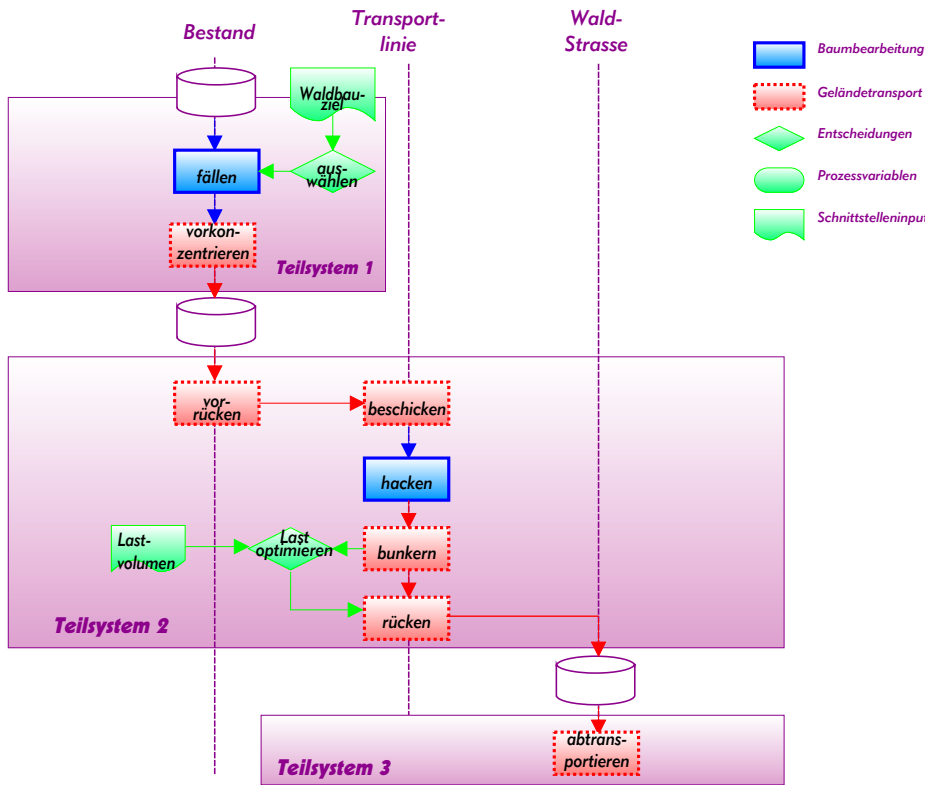 Bestand
Transport-
linie
Wald-
Strasse
Baumbearbeitung
Geländetransport
Entscheidungen
Prozessvariablen
Schnittstelleninput
Waldbau-
ziel
fällen
aus-
wählen
vorkon-
zentrieren
Teilsystem 1
vor-
rücken
beschicken
hacken
Last-
volumen
Last
optimieren
bunkern
rücken
Teilsystem 2
abtrans-
portieren
Teilsystem 3